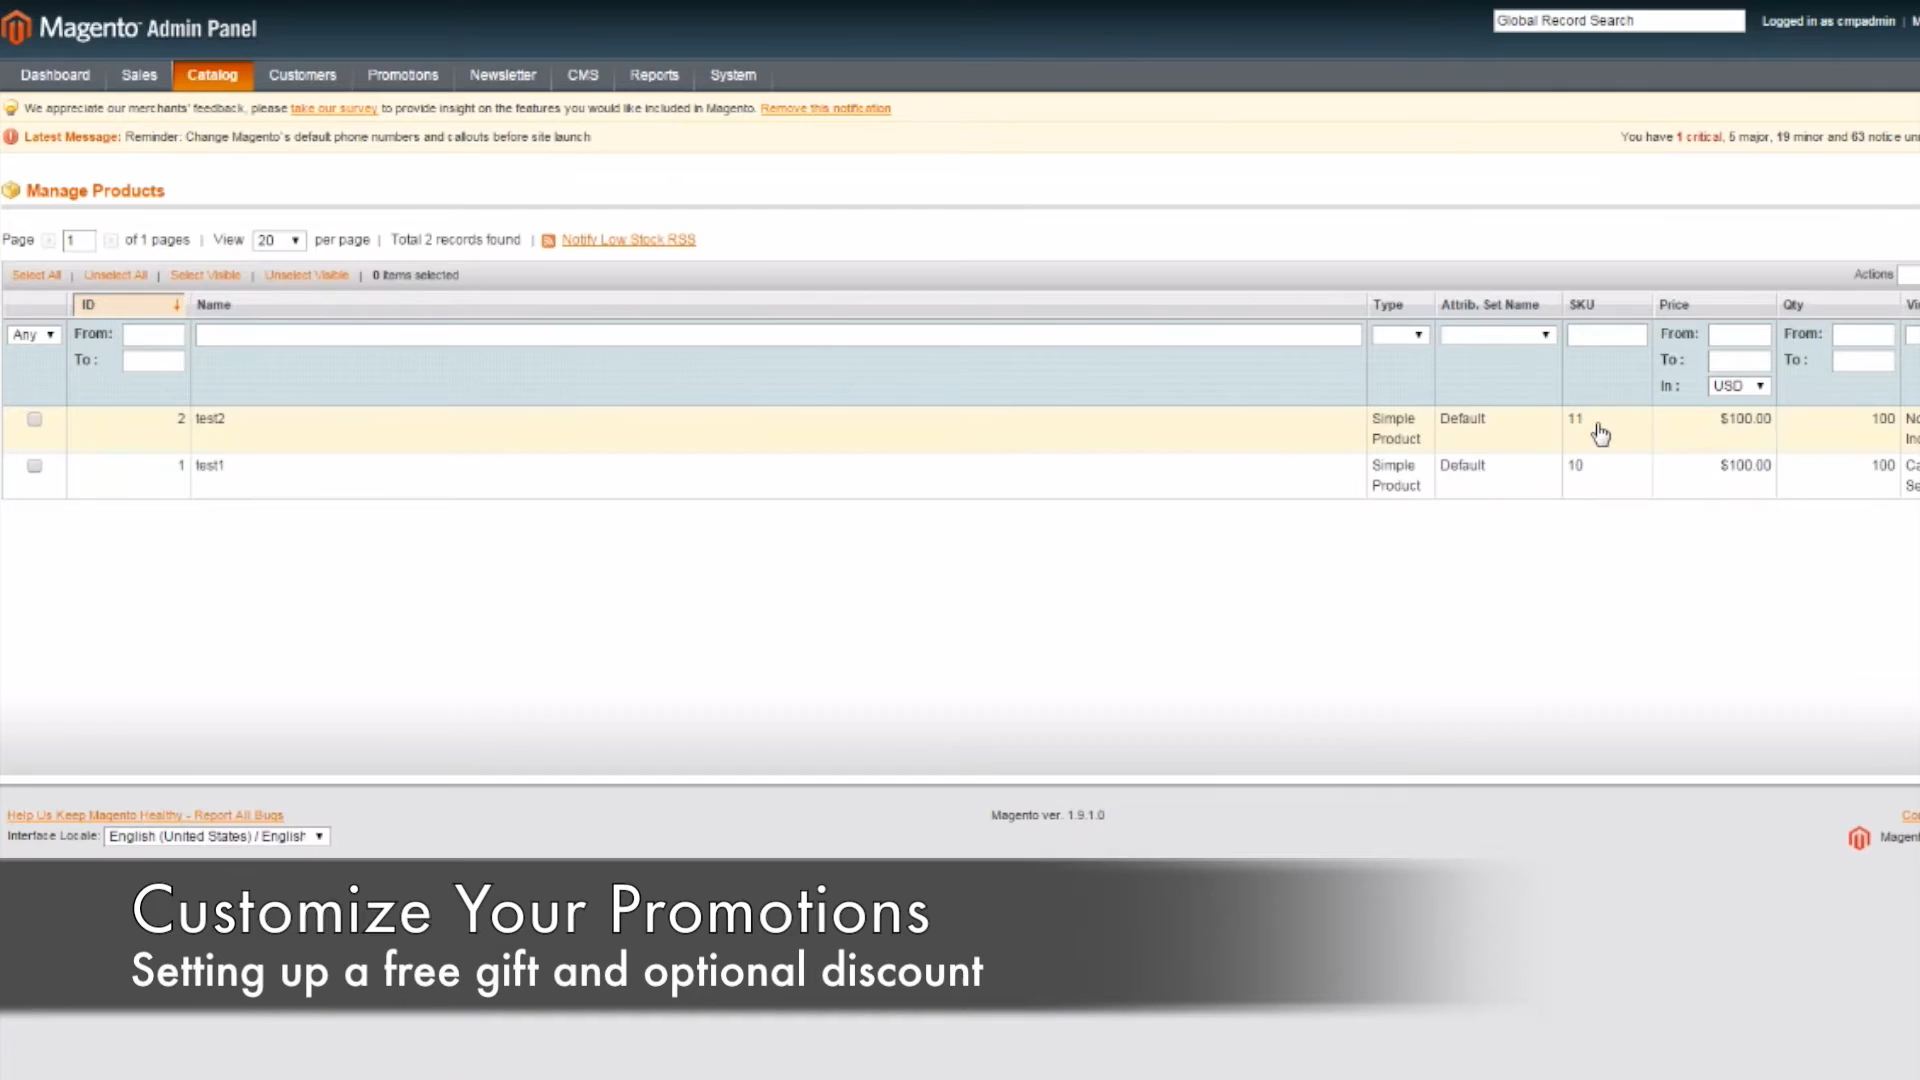 Magento Admin Panel
Global Record Search
Logged in as cmpadmin
Dashboard Sales Catalog Customers Promotions Newsletter CMS Reports System
We appreciate our merchants' feedback, please take our survey to provide insight on the features you would like included in Magento. Remove this notification
Latest Message: Reminder: Change Magento's default phone numbers and callouts before site launch
You have 1 critical, 5 major, 19 minor and 63 notice
Manage Products
Page 1 of 1 pages | View 20 per page | Total 2 records found | Notify Low Stock RSS
Select All | Unselect All | Select Visible | Unselect Visible | 0 items selected
Actions
ID Name Type Attrib. Set Name SKU Price Qty
Any From: From: From:
To : To : To :
In : USD
2 test2 Simple Product Default 11 $100.00 100
1 test1 Simple Product Default 10 $100.00 100
Help Us Keep Magento Healthy - Report All Bugs
Magento ver. 1.9.1.0
Interface Locale: English (United States) / English
Customize Your Promotions
Setting up a free gift and optional discount